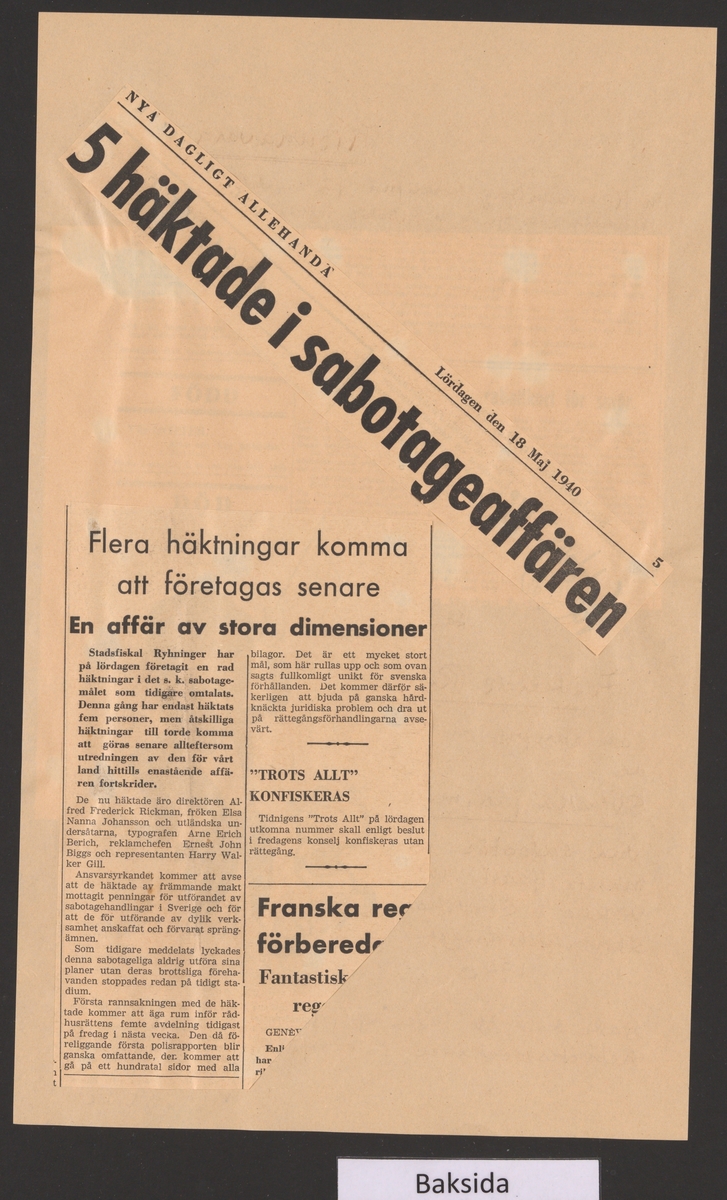 NYA DAGLIGT ALLEHANDA
Lördagen den 18 Maj 1940
5
5 häktade i sabotageaffären
Flera häktningar komma
att företagas senare
En affär av stora dimensioner
Stadsfiskal Ryhninger har
på lördagen företagit en rad
häktningar i det s. k. sabotage-
målet som tidigare omtalats.
Denna gång har endast häktats
fem personer, men åtskilliga
häktningar till torde komma
att göras senare allteftersom
utredningen av den för vårt
land hittills enastående affä-
ren fortskrider.
De nu häktade äro direktören Al-
fred Frederick Rickman, fröken Elsa
Nanna Johansson och utländska un-
dersåtarna, typografen Arne Erich
Berich, reklamchefen Ernest John
Biggs och representanten Harry Wal-
ker Gill.
Ansvarsyrkandet kommer att avse
att de häktade av främmande makt
mottagit penningar för utförandet av
sabotagehandlingar i Sverige och för
att de för utförande av dylik verk-
samhet anskaffat och förvarat spräng-
ämnen.
Som tidigare meddelats lyckades
denna sabotageliga aldrig utföra sina
planer utan deras brottsliga föreha-
vanden stoppades redan på tidigt sta-
dium.
Första rannsakningen med de häk-
tade kommer att äga rum inför råd-
husrättens femte avdelning tidigast
på fredag i nästa vecka. Den då fö-
religgande första polisrapporten blir
ganska omfattande, den kommer att
gå på ett hundratal sidor med alla
bilagor. Det är ett mycket stort
mål, som här rullas upp och som ovan
sagts fullkomligt unikt för svenska
förhållanden. Det kommer därför sä-
kerligen att bjuda på ganska hård-
knäckta juridiska problem och dra ut
på rättegångsförhandlingarna avse-
värt.
"TROTS ALLT"
KONFISKERAS
Tidnigens "Trots Allt" på lördagen
utkomna nummer skall enligt beslut
i fredagens konselj konfiskeras utan
rättegång.
Franska reg
förberede
Fantastisk
reg
GENEV
Enl
har
ri
Baksida